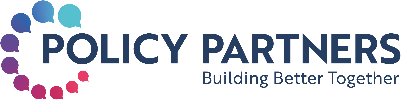 POLICY PARTNERS
Building Better Together